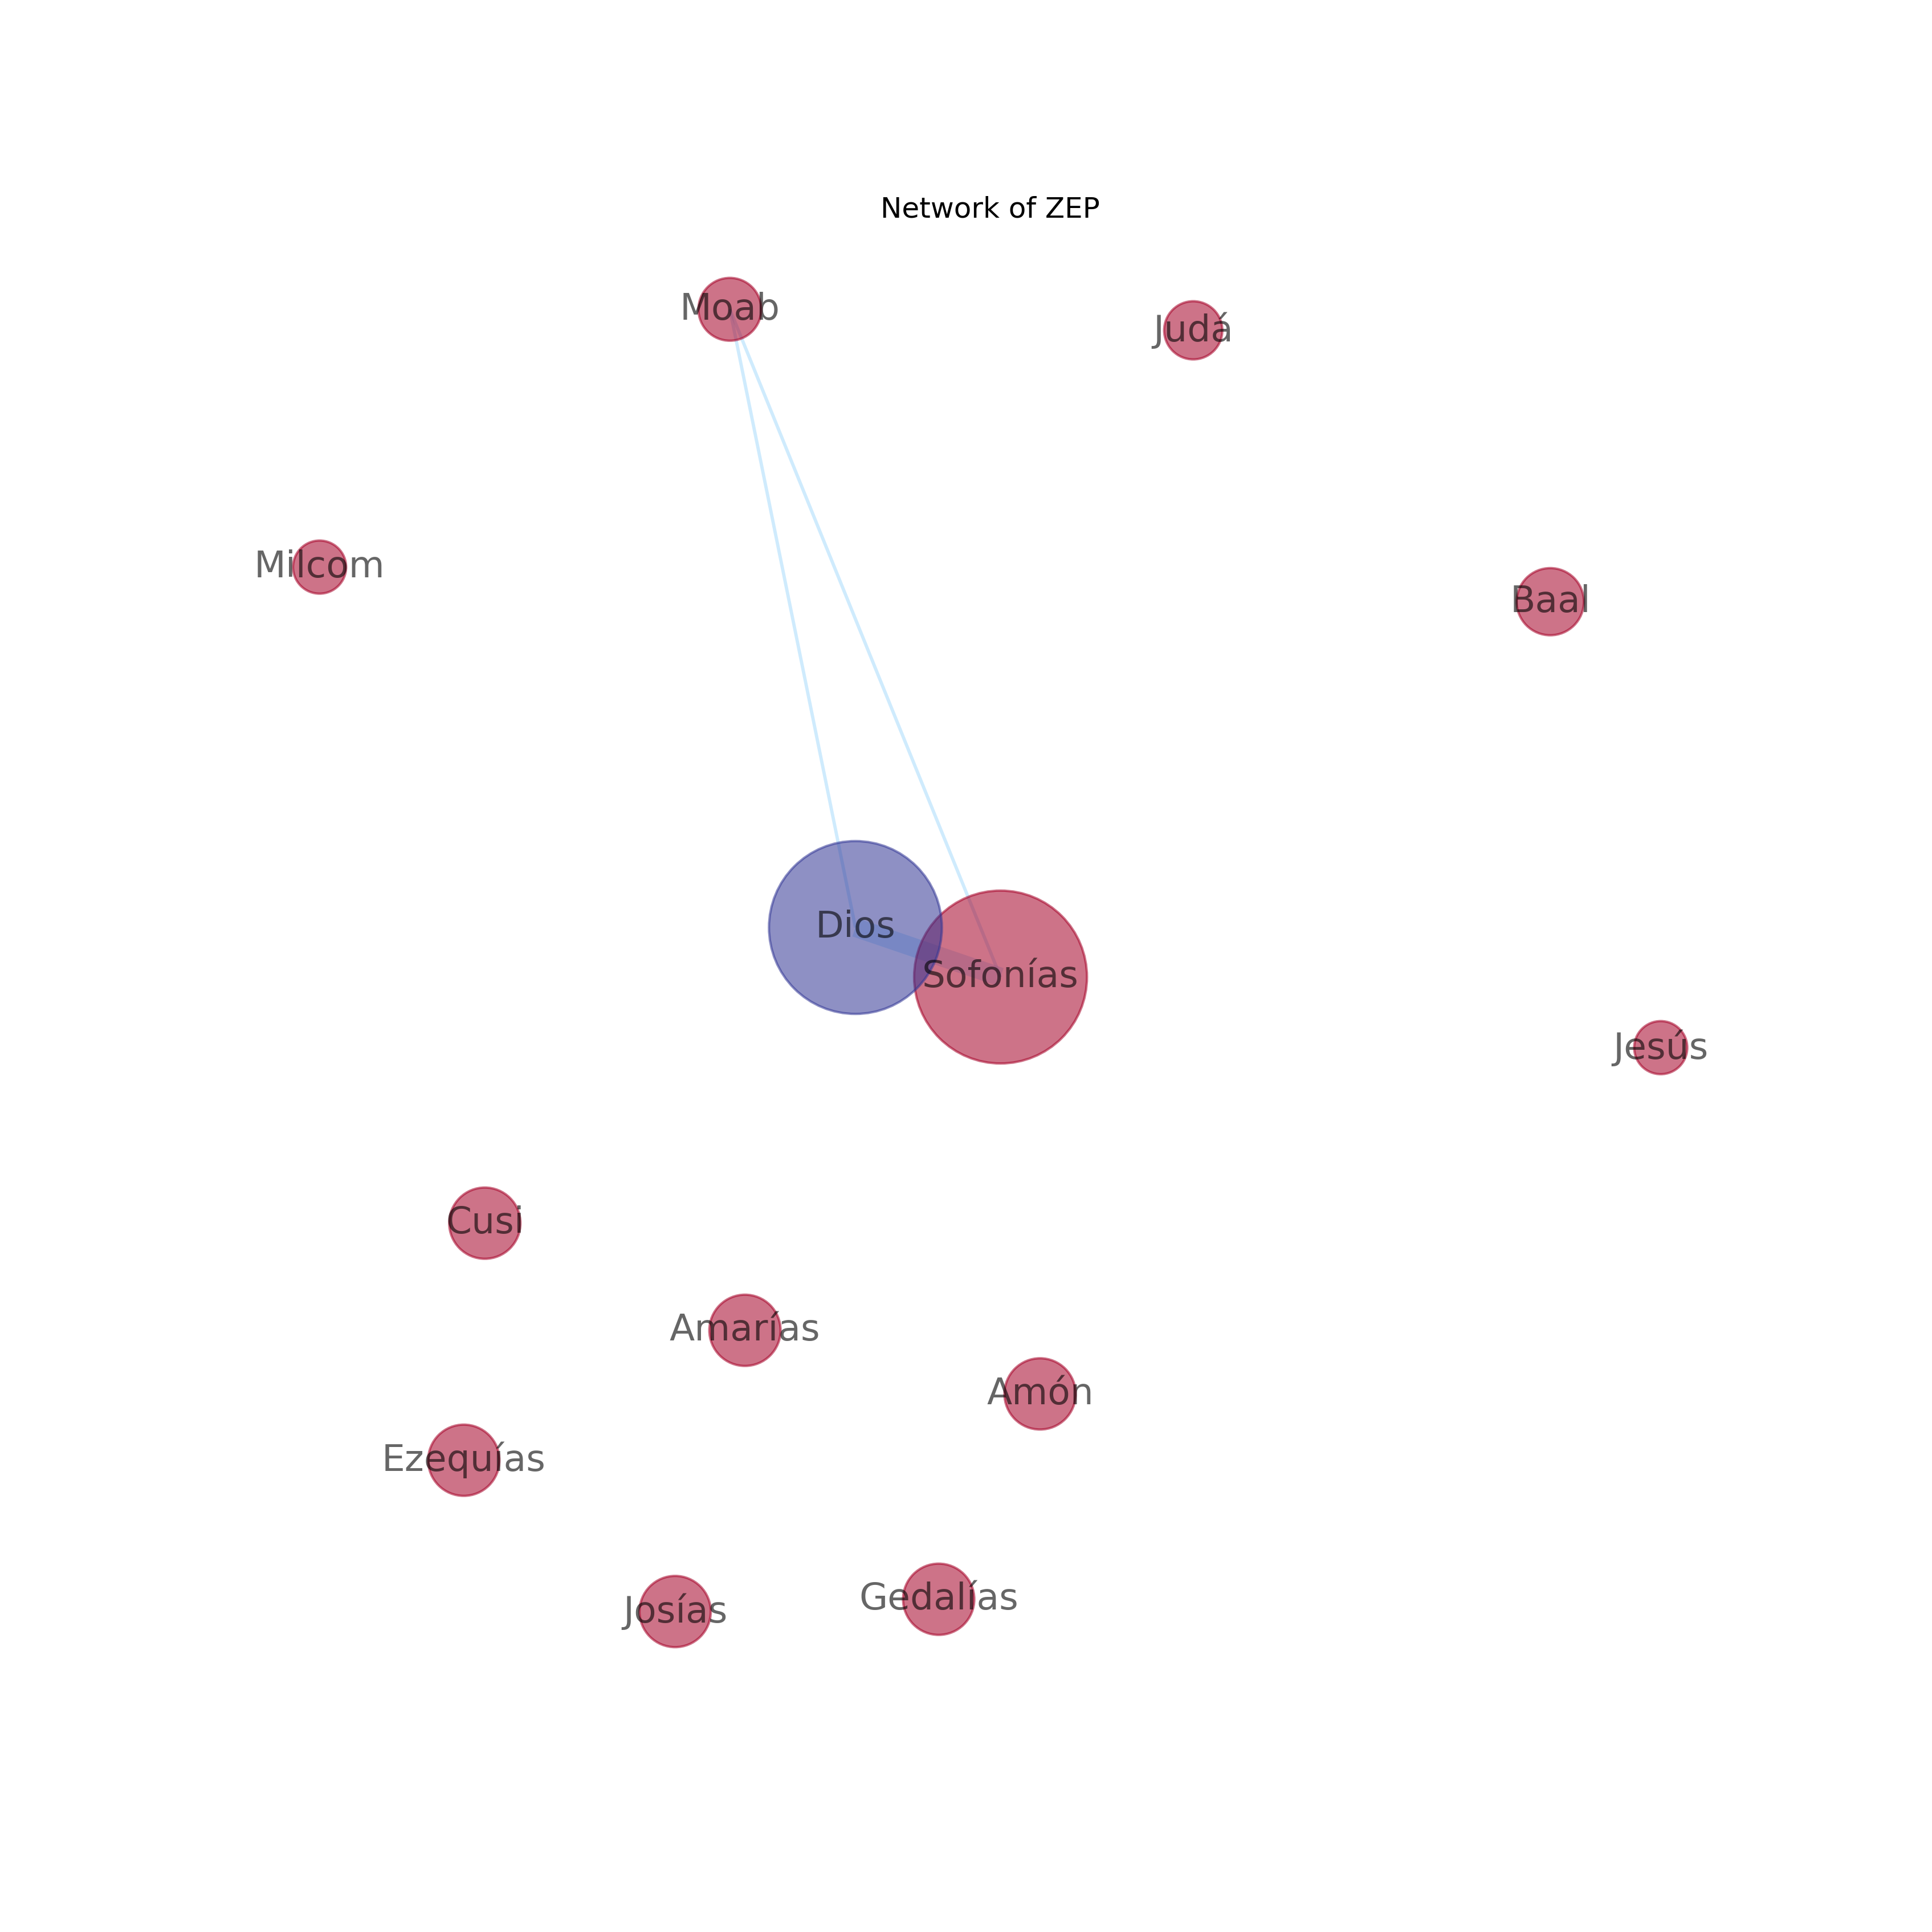 Network of ZEP
Moab
Judá
Milcom
Baal
Dios
Sofonías
Jesús
Cusi
Amarías
Amón
Ezequías
Gedalías
Josías